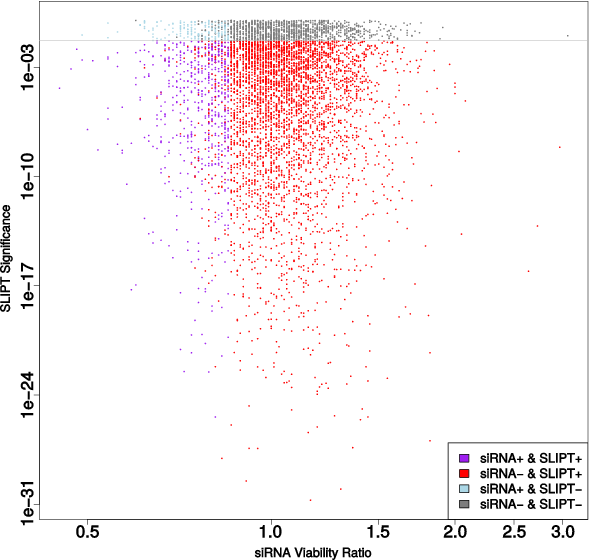 SLIPT Significance
1e-03
1e-10
1e-17
1e-24
1e-31
siRNA+ & SLIPT+
siRNA− & SLIPT+
siRNA+ & SLIPT−
siRNA− & SLIPT−
0.5 1.0 1.5 2.0 2.5 3.0
siRNA Viability Ratio